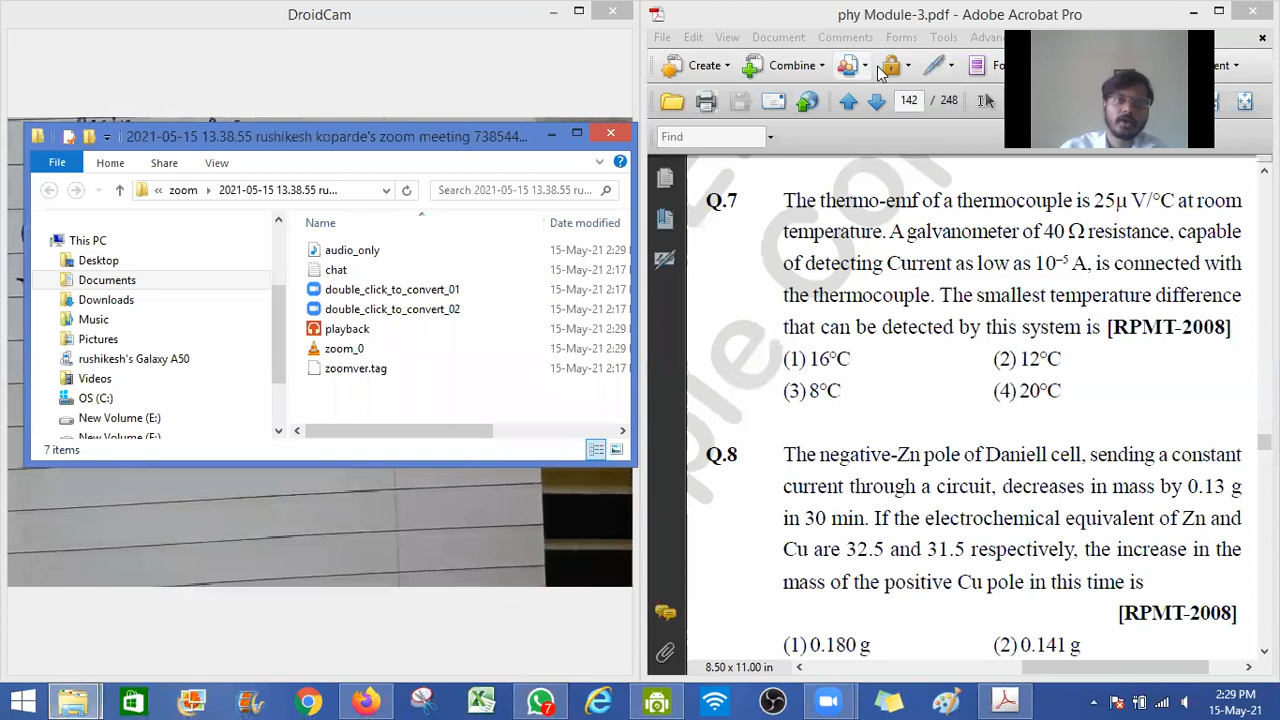 DroidCam
phy Module-3.pdf - Adobe Acrobat Pro
File Edit View Document Comments Forms Tools
Create Combine
142 / 248
Find
2021-05-15 13.38.55 rushikesh koparde's zoom meeting 738544...
File Home Share View
« zoom 2021-05-15 13.38.55 ru...
Search 2021-05-15 13.38.55 ru...
This PC
Desktop
Documents
Downloads
Music
Pictures
rushikesh's Galaxy A50
Videos
OS (C:)
New Volume (E:)
New Volume (F:)
Name Date modified
audio_only 15-May-21 2:29
chat 15-May-21 2:17
double_click_to_convert_01 15-May-21 2:17
double_click_to_convert_02 15-May-21 2:17
playback 15-May-21 2:29
zoom_0 15-May-21 2:29
zoomver.tag 15-May-21 2:17
7 items
Q.7 The thermo-emf of a thermocouple is 25μ V/°C at room
temperature. A galvanometer of 40 Ω resistance, capable
of detecting Current as low as 10⁻⁵ A, is connected with
the thermocouple. The smallest temperature difference
that can be detected by this system is [RPMT-2008]
(1) 16°C (2) 12°C
(3) 8°C (4) 20°C
Q.8 The negative-Zn pole of Daniell cell, sending a constant
current through a circuit, decreases in mass by 0.13 g
in 30 min. If the electrochemical equivalent of Zn and
Cu are 32.5 and 31.5 respectively, the increase in the
mass of the positive Cu pole in this time is
[RPMT-2008]
(1) 0.180 g (2) 0.141 g
8.50 x 11.00 in
7
2:29 PM
15-May-21